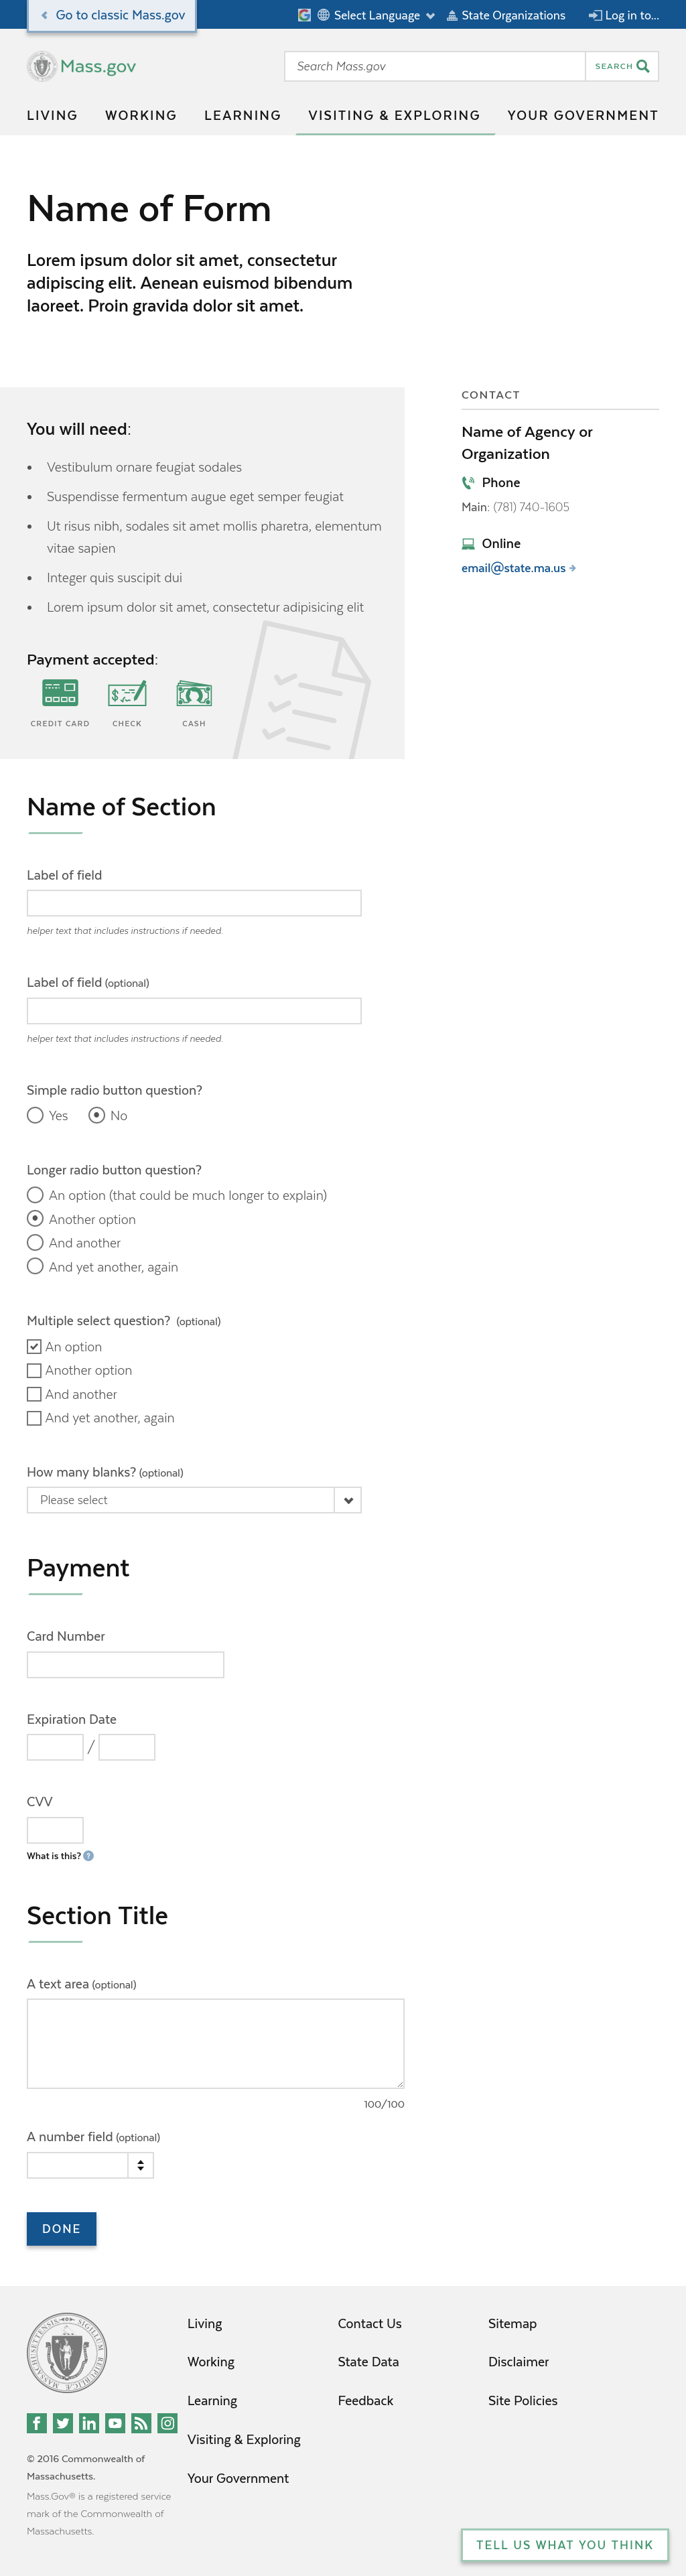 Go to classic Mass.gov
Select Language
State Organizations
Log in to...
Mass.gov
Search Mass.gov
SEARCH
LIVING
WORKING
LEARNING
VISITING & EXPLORING
YOUR GOVERNMENT
Name of Form
Lorem ipsum dolor sit amet, consectetur
adipiscing elit. Aenean euismod bibendum
laoreet. Proin gravida dolor sit amet.
You will need:
• Vestibulum ornare feugiat sodales
• Suspendisse fermentum augue eget semper feugiat
• Ut risus nibh, sodales sit amet mollis pharetra, elementum
vitae sapien
• Integer quis suscipit dui
• Lorem ipsum dolor sit amet, consectetur adipisicing elit
Payment accepted:
CREDIT CARD
CHECK
CASH
CONTACT
Name of Agency or
Organization
Phone
Main: (781) 740-1605
Online
email@state.ma.us
Name of Section
Label of field
helper text that includes instructions if needed.
Label of field (optional)
helper text that includes instructions if needed.
Simple radio button question?
Yes
No
Longer radio button question?
An option (that could be much longer to explain)
Another option
And another
And yet another, again
Multiple select question? (optional)
An option
Another option
And another
And yet another, again
How many blanks? (optional)
Please select
Payment
Card Number
Expiration Date
/
CVV
What is this? ?
Section Title
A text area (optional)
100/100
A number field (optional)
DONE
Living
Working
Learning
Visiting & Exploring
Your Government
Contact Us
State Data
Feedback
Sitemap
Disclaimer
Site Policies
© 2016 Commonwealth of
Massachusetts.
Mass.Gov® is a registered service
mark of the Commonwealth of
Massachusetts.
TELL US WHAT YOU THINK